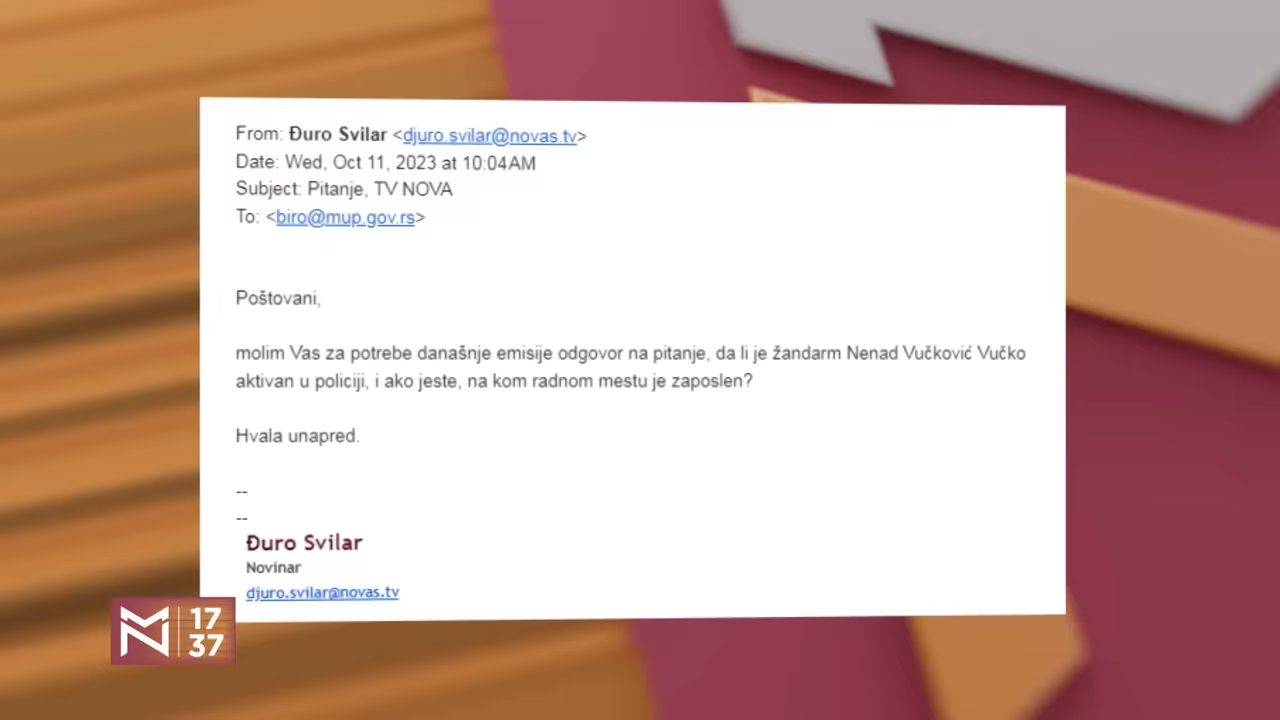 From: Đuro Svilar <djuro.svilar@novas.tv>
Date: Wed, Oct 11, 2023 at 10:04AM
Subject: Pitanje, TV NOVA
To: <biro@mup.gov.rs>
Poštovani,
molim Vas za potrebe današnje emisije odgovor na pitanje, da li je žandarm Nenad Vučković Vučko
aktivan u policiji, i ako jeste, na kom radnom mestu je zaposlen?
Hvala unapred.
--
--
Đuro Svilar
Novinar
djuro.svilar@novas.tv
17
37